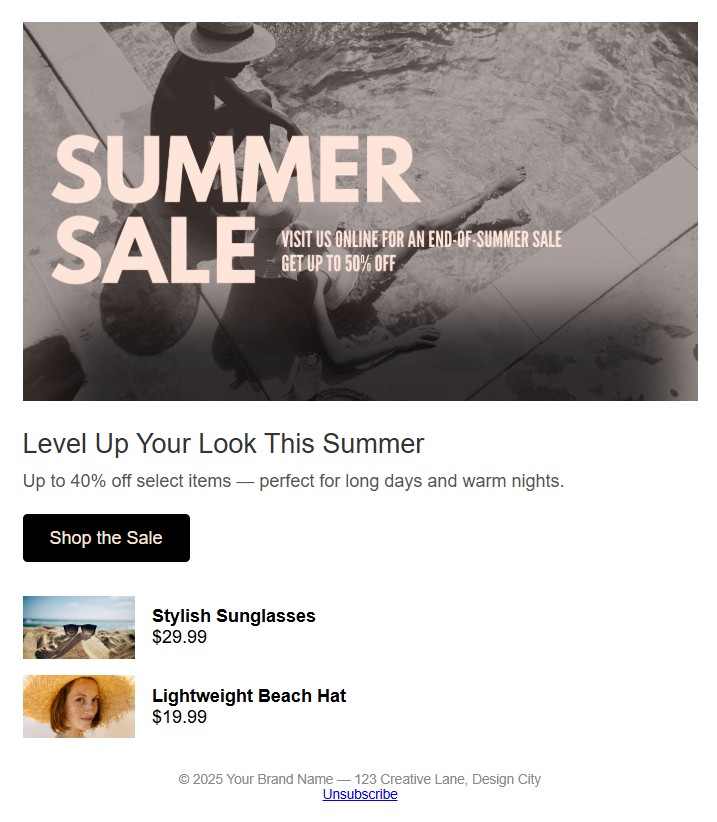 SUMMER
SALE
VISIT US ONLINE FOR AN END-OF-SUMMER SALE
GET UP TO 50% OFF
Level Up Your Look This Summer
Up to 40% off select items — perfect for long days and warm nights.
Shop the Sale
Stylish Sunglasses
$29.99
Lightweight Beach Hat
$19.99
© 2025 Your Brand Name — 123 Creative Lane, Design City
Unsubscribe